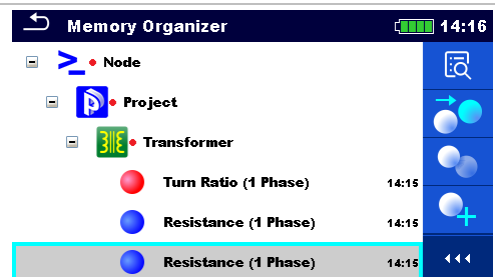 Memory Organizer 14:16
Node
Project
Transformer
Turn Ratio (1 Phase) 14:15
Resistance (1 Phase) 14:15
Resistance (1 Phase) 14:15